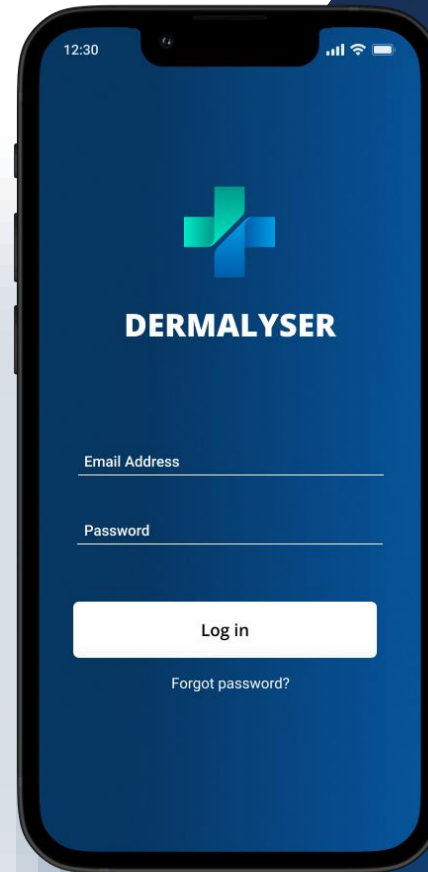 12:30
DERMALYSER
Email Address
Password
Log in
Forgot password?